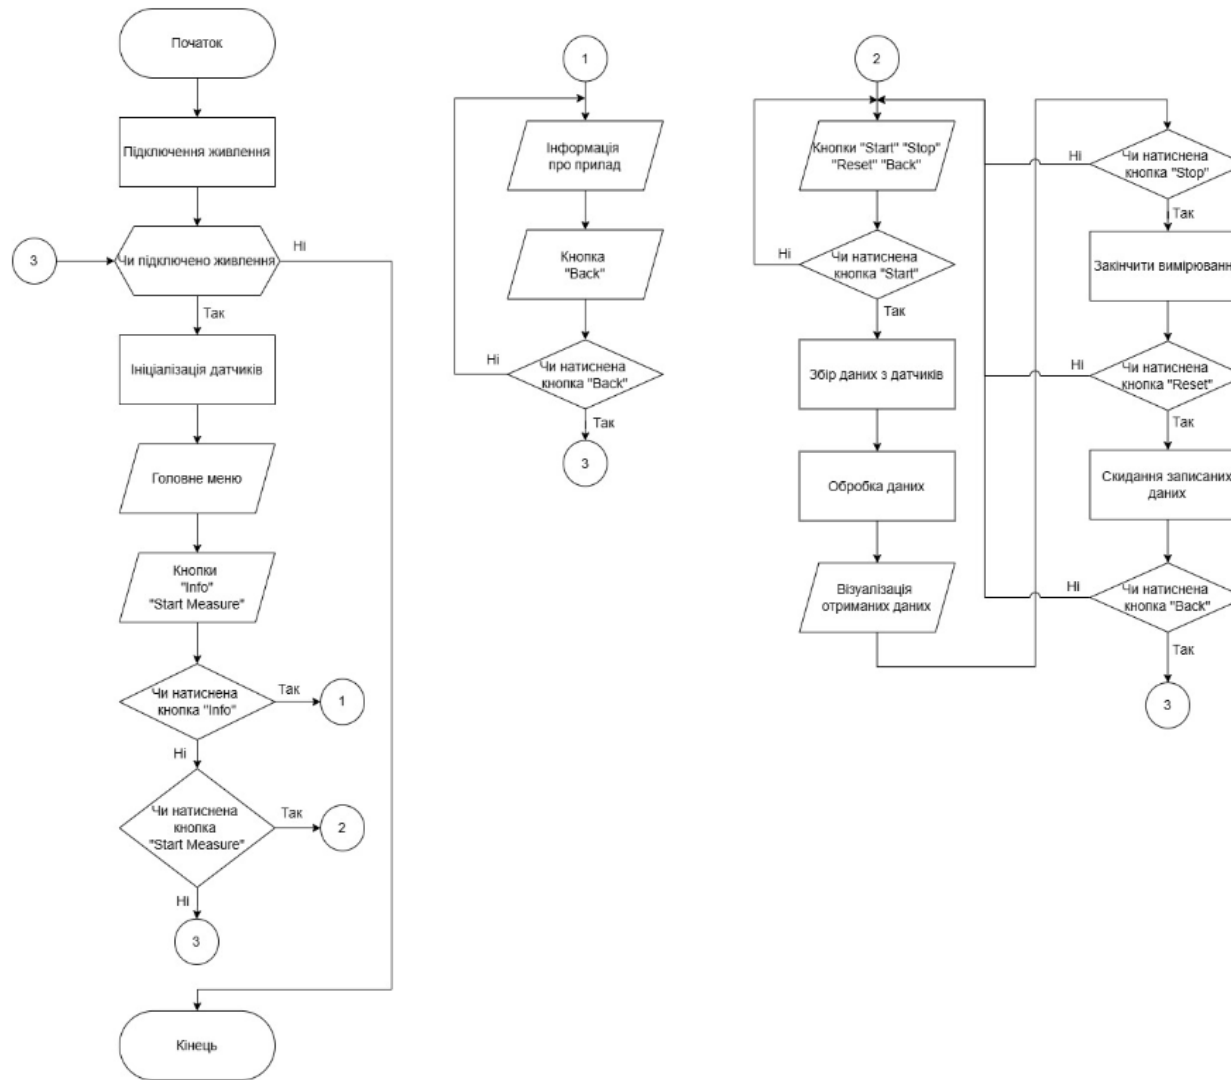 Початок
Підключення живлення
3
Чи підключено живлення
Ні
Так
Ініціалізація датчиків
Головне меню
Кнопки
"Info"
"Start Measure"
Чи натиснена
кнопка "Info"
Так
1
Ні
Чи натиснена
кнопка
"Start Measure"
Так
2
Ні
3
Кінець
1
Інформація
про прилад
Кнопка
"Back"
Ні
Чи натиснена
кнопка "Back"
Так
3
2
Кнопки "Start" "Stop"
"Reset" "Back"
Ні
Чи натиснена
кнопка "Start"
Так
Збір даних з датчиків
Обробка даних
Візуалізація
отриманих даних
Ні
Чи натиснена
кнопка "Stop"
Так
Закінчити
Ні
Чи натиснена
кнопка "Reset"
Так
Скидання записаних
даних
Ні
Чи натиснена
кнопка "Back"
Так
3